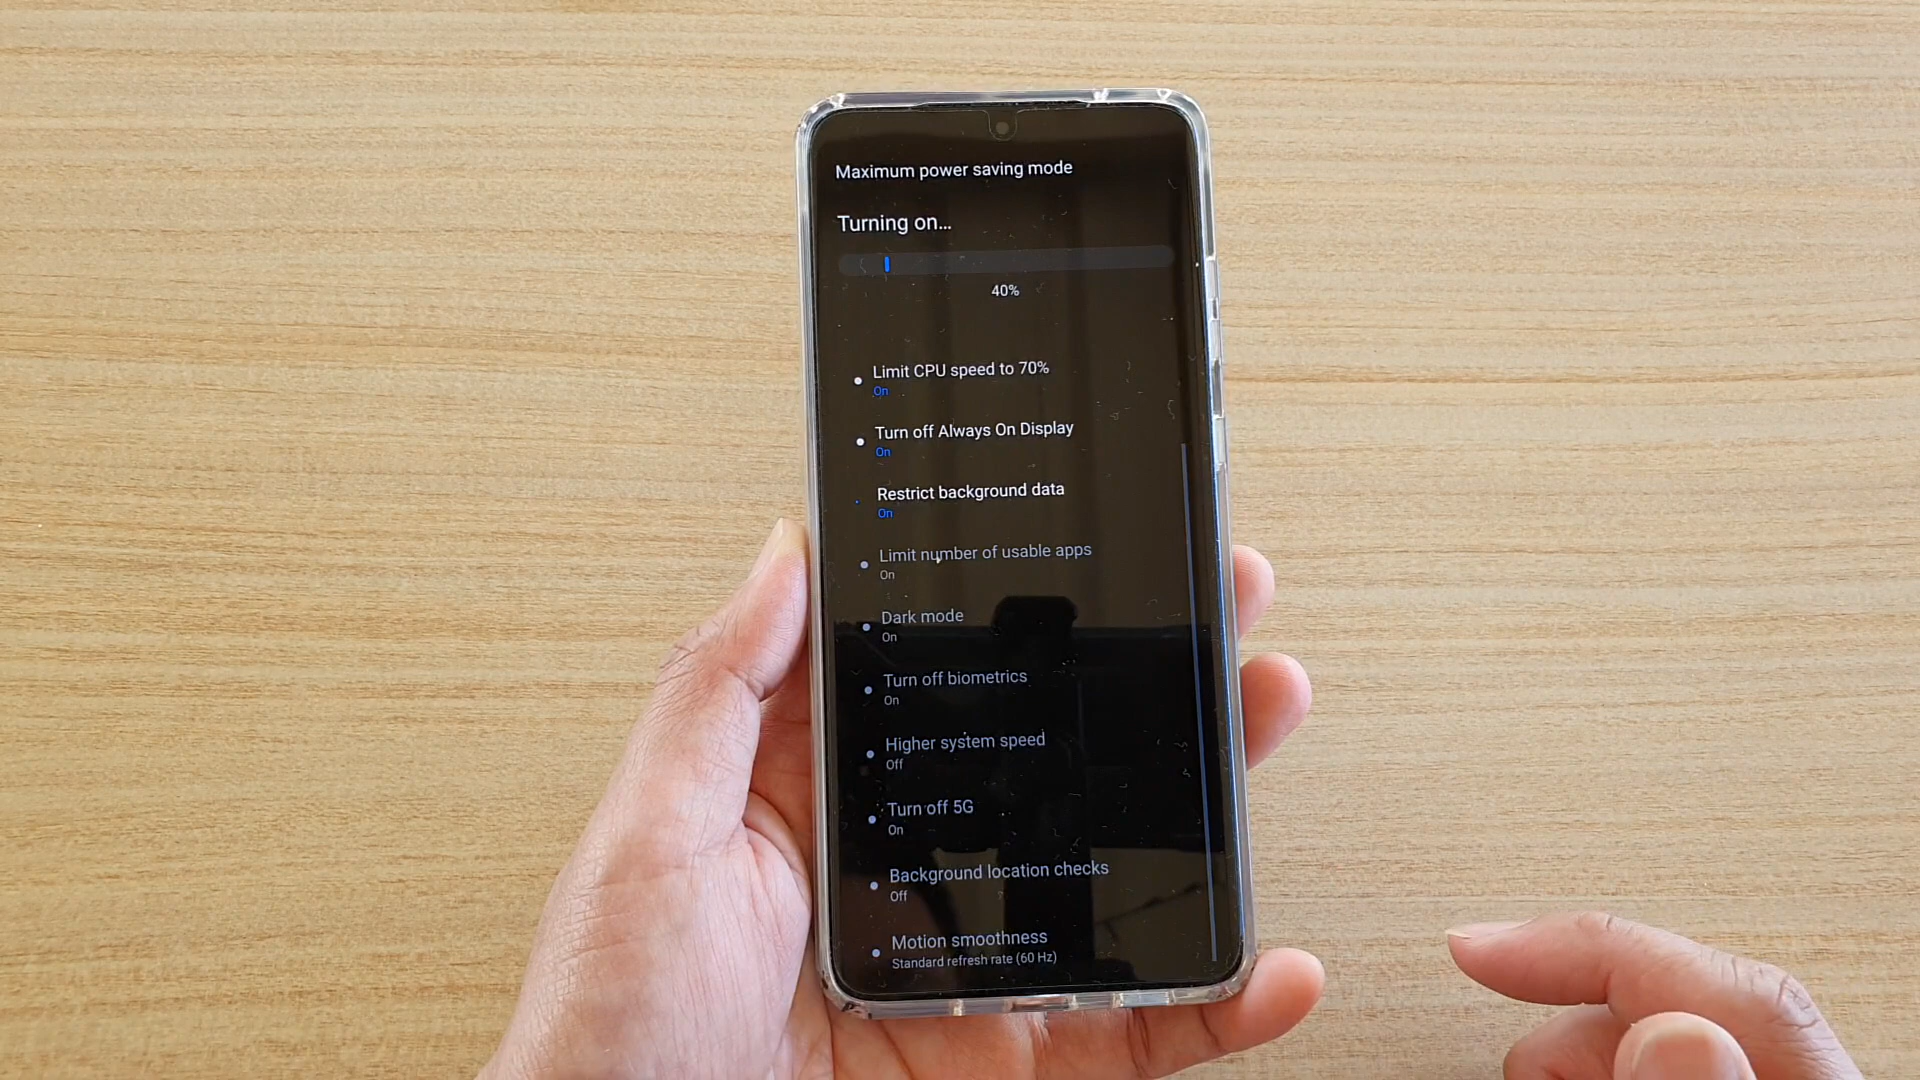 Maximum power saving mode
Turning on...
40%
Limit CPU speed to 70%
On
Turn off Always On Display
On
Restrict background data
On
Limit number of usable apps
On
Dark mode
On
Turn off biometrics
On
Higher system speed
Off
Turn off 5G
On
Background location checks
Off
Motion smoothness
Standard refresh rate (60 Hz)